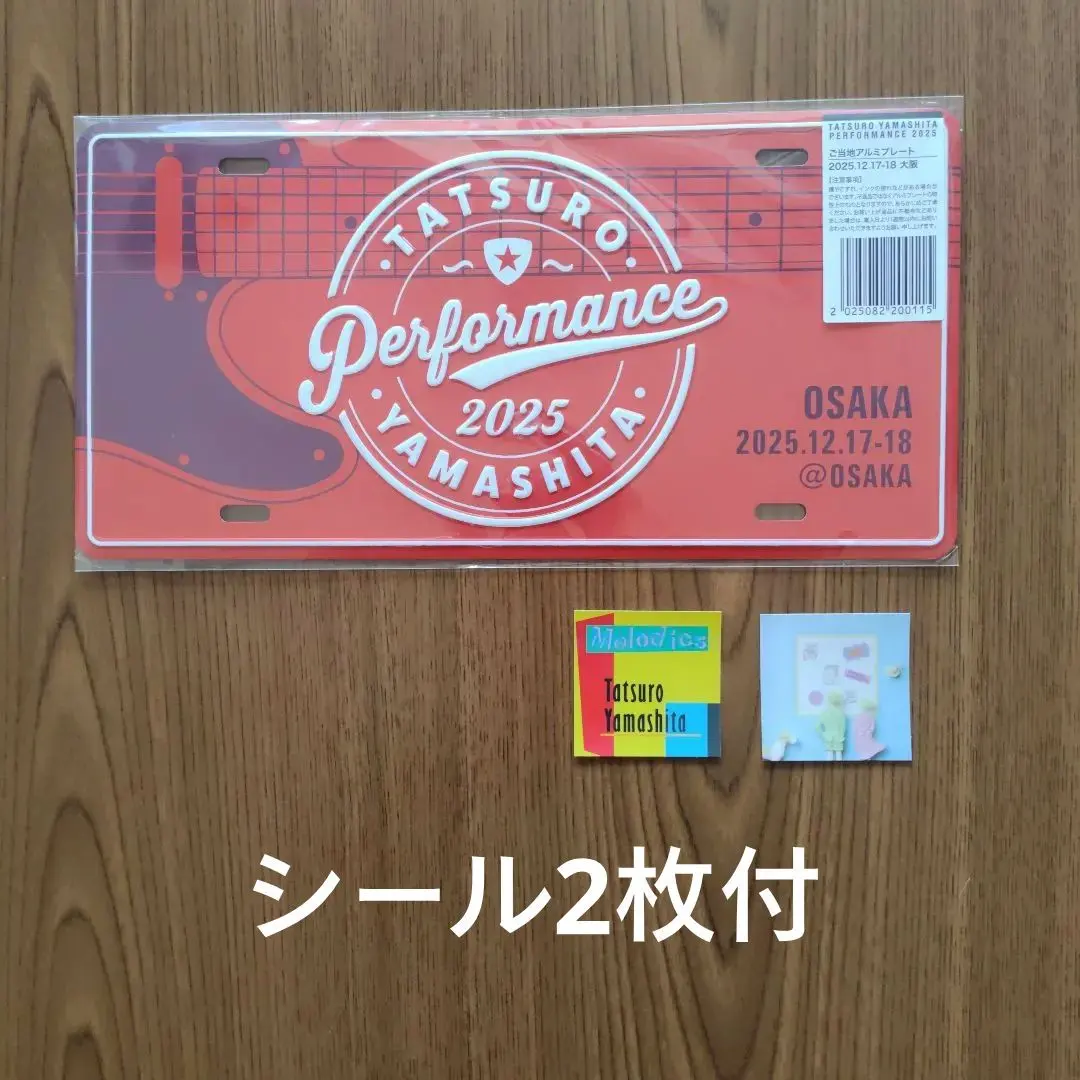 TATSURO
Performance
2025
YAMASHITA
TATSURO YAMASHITA
PERFORMANCE 2025
ご当地アルミプレート
2025.12.17-18 大阪
【注意事項】
2 025082 200115
OSAKA
2025.12.17-18
@OSAKA
Melodies
Tatsuro
Yamashita
シール2枚付